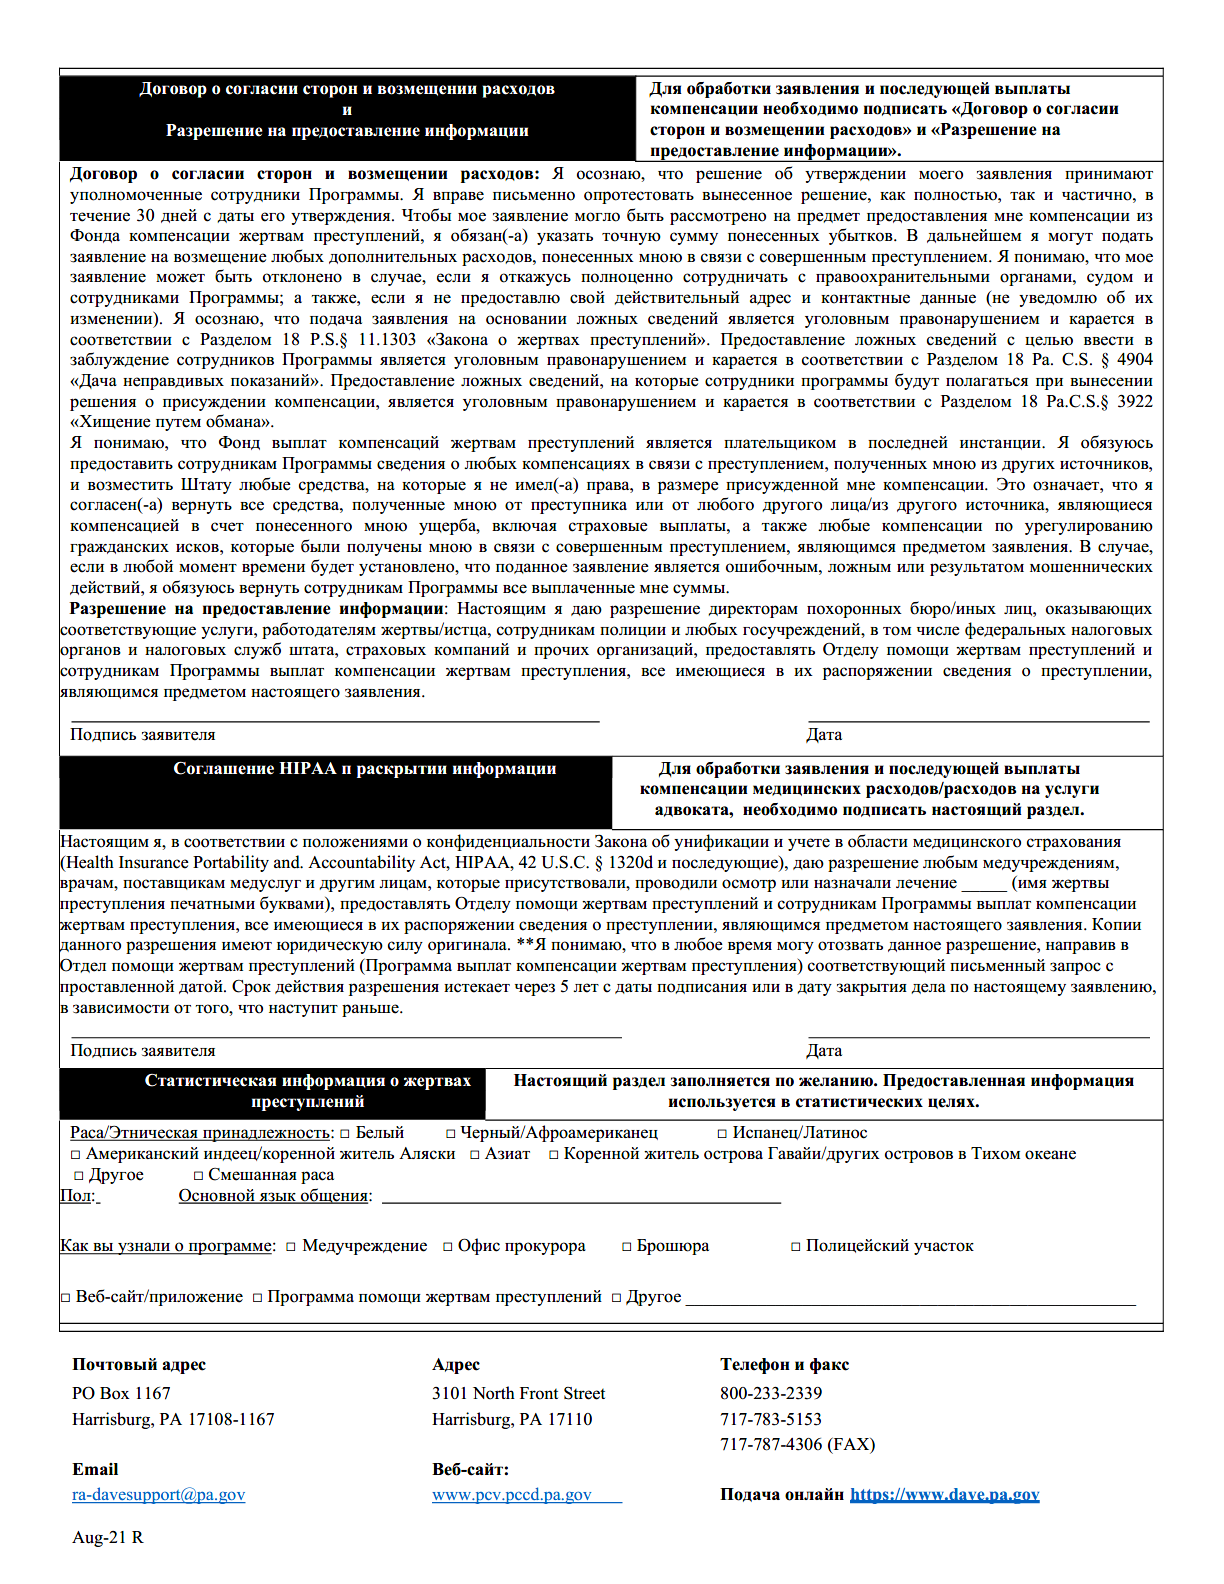 Договор о согласии сторон и возмещении расходов
и
Разрешение на предоставление информации
Для обработки заявления и последующей выплаты
компенсации необходимо подписать «Договор о согласии
сторон и возмещении расходов» и «Разрешение на
предоставление информации».
Договор о согласии сторон и возмещении расходов: Я осознаю, что решение об утверждении моего заявления принимают
уполномоченные сотрудники Программы. Я вправе письменно опротестовать вынесенное решение, как полностью, так и частично, в
течение 30 дней с даты его утверждения. Чтобы мое заявление могло быть рассмотрено на предмет предоставления мне компенсации из
Фонда компенсации жертвам преступлений, я обязан(-а) указать точную сумму понесенных убытков. В дальнейшем я могут подать
заявление на возмещение любых дополнительных расходов, понесенных мною в связи с совершенным преступлением. Я понимаю, что мое
заявление может быть отклонено в случае, если я откажусь полноценно сотрудничать с правоохранительными органами, судом и
сотрудниками Программы; а также, если я не предоставлю свой действительный адрес и контактные данные (не уведомлю об их
изменении). Я осознаю, что подача заявления на основании ложных сведений является уголовным правонарушением и карается в
соответствии с Разделом 18 P.S.§ 11.1303 «Закона о жертвах преступлений». Предоставление ложных сведений с целью ввести в
заблуждение сотрудников Программы является уголовным правонарушением и карается в соответствии с Разделом 18 Pa. C.S. § 4904
«Дача неправдивых показаний». Предоставление ложных сведений, на которые сотрудники программы будут полагаться при вынесении
решения о присуждении компенсации, является уголовным правонарушением и карается в соответствии с Разделом 18 Pa.C.S.§ 3922
«Хищение путем обмана».
Я понимаю, что Фонд выплат компенсаций жертвам преступлений является плательщиком в последней инстанции. Я обязуюсь
предоставить сотрудникам Программы сведения о любых компенсациях в связи с преступлением, полученных мною из других источников,
и возместить Штату любые средства, на которые я не имел(-а) права, в размере присужденной мне компенсации. Это означает, что я
согласен(-а) вернуть все средства, полученные мною от преступника или от любого другого лица/из другого источника, являющиеся
компенсацией в счет понесенного мною ущерба, включая страховые выплаты, а также любые компенсации по урегулированию
гражданских исков, которые были получены мною в связи с совершенным преступлением, являющимся предметом заявления. В случае,
если в любой момент времени будет установлено, что поданное заявление является ошибочным, ложным или результатом мошеннических
действий, я обязуюсь вернуть сотрудникам Программы все выплаченные мне суммы.
Разрешение на предоставление информации: Настоящим я даю разрешение директорам похоронных бюро/иных лиц, оказывающих
соответствующие услуги, работодателям жертвы/истца, сотрудникам полиции и любых госучреждений, в том числе федеральных налоговых
органов и налоговых служб штата, страховых компаний и прочих организаций, предоставлять Отделу помощи жертвам преступлений и
сотрудникам Программы выплат компенсации жертвам преступления, все имеющиеся в их распоряжении сведения о преступлении,
являющимся предметом настоящего заявления.
Подпись заявителя Дата
Соглашение HIPAA п раскрытии информации
Для обработки заявления и последующей выплаты
компенсации медицинских расходов/расходов на услуги
адвоката, необходимо подписать настоящий раздел.
Настоящим я, в соответствии с положениями о конфиденциальности Закона об унификации и учете в области медицинского страхования
(Health Insurance Portability and. Accountability Act, HIPAA, 42 U.S.C. § 1320d и последующие), даю разрешение любым медучреждениям,
врачам, поставщикам медуслуг и другим лицам, которые присутствовали, проводили осмотр или назначали лечение _____ (имя жертвы
преступления печатными буквами), предоставлять Отделу помощи жертвам преступлений и сотрудникам Программы выплат компенсации
жертвам преступления, все имеющиеся в их распоряжении сведения о преступлении, являющимся предметом настоящего заявления. Копии
данного разрешения имеют юридическую силу оригинала. **Я понимаю, что в любое время могу отозвать данное разрешение, направив в
Отдел помощи жертвам преступлений (Программа выплат компенсации жертвам преступления) соответствующий письменный запрос с
проставленной датой. Срок действия разрешения истекает через 5 лет с даты подписания или в дату закрытия дела по настоящему заявлению,
в зависимости от того, что наступит раньше.
Подпись заявителя Дата
Статистическая информация о жертвах
преступлений
Настоящий раздел заполняется по желанию. Предоставленная информация
используется в статистических целях.
Раса/Этническая принадлежность: □ Белый □ Черный/Афроамериканец □ Испанец/Латинос
□ Американский индеец/коренной житель Аляски □ Азиат □ Коренной житель острова Гавайи/других островов в Тихом океане
□ Другое □ Смешанная раса
Пол:_ Основной язык общения: ____________________
Как вы узнали о программе: □ Медучреждение □ Офис прокурора □ Брошюра □ Полицейский участок
□ Веб-сайт/приложение □ Программа помощи жертвам преступлений □ Другое ____________________
Почтовый адрес Адрес Телефон и факс
PO Box 1167 3101 North Front Street 800-233-2339
Harrisburg, PA 17108-1167 Harrisburg, PA 17110 717-783-5153
717-787-4306 (FAX)
Email Веб-сайт:
ra-davesupport@pa.gov www.pcv.pccd.pa.gov Подача онлайн https://www.dave.pa.gov
Aug-21 R